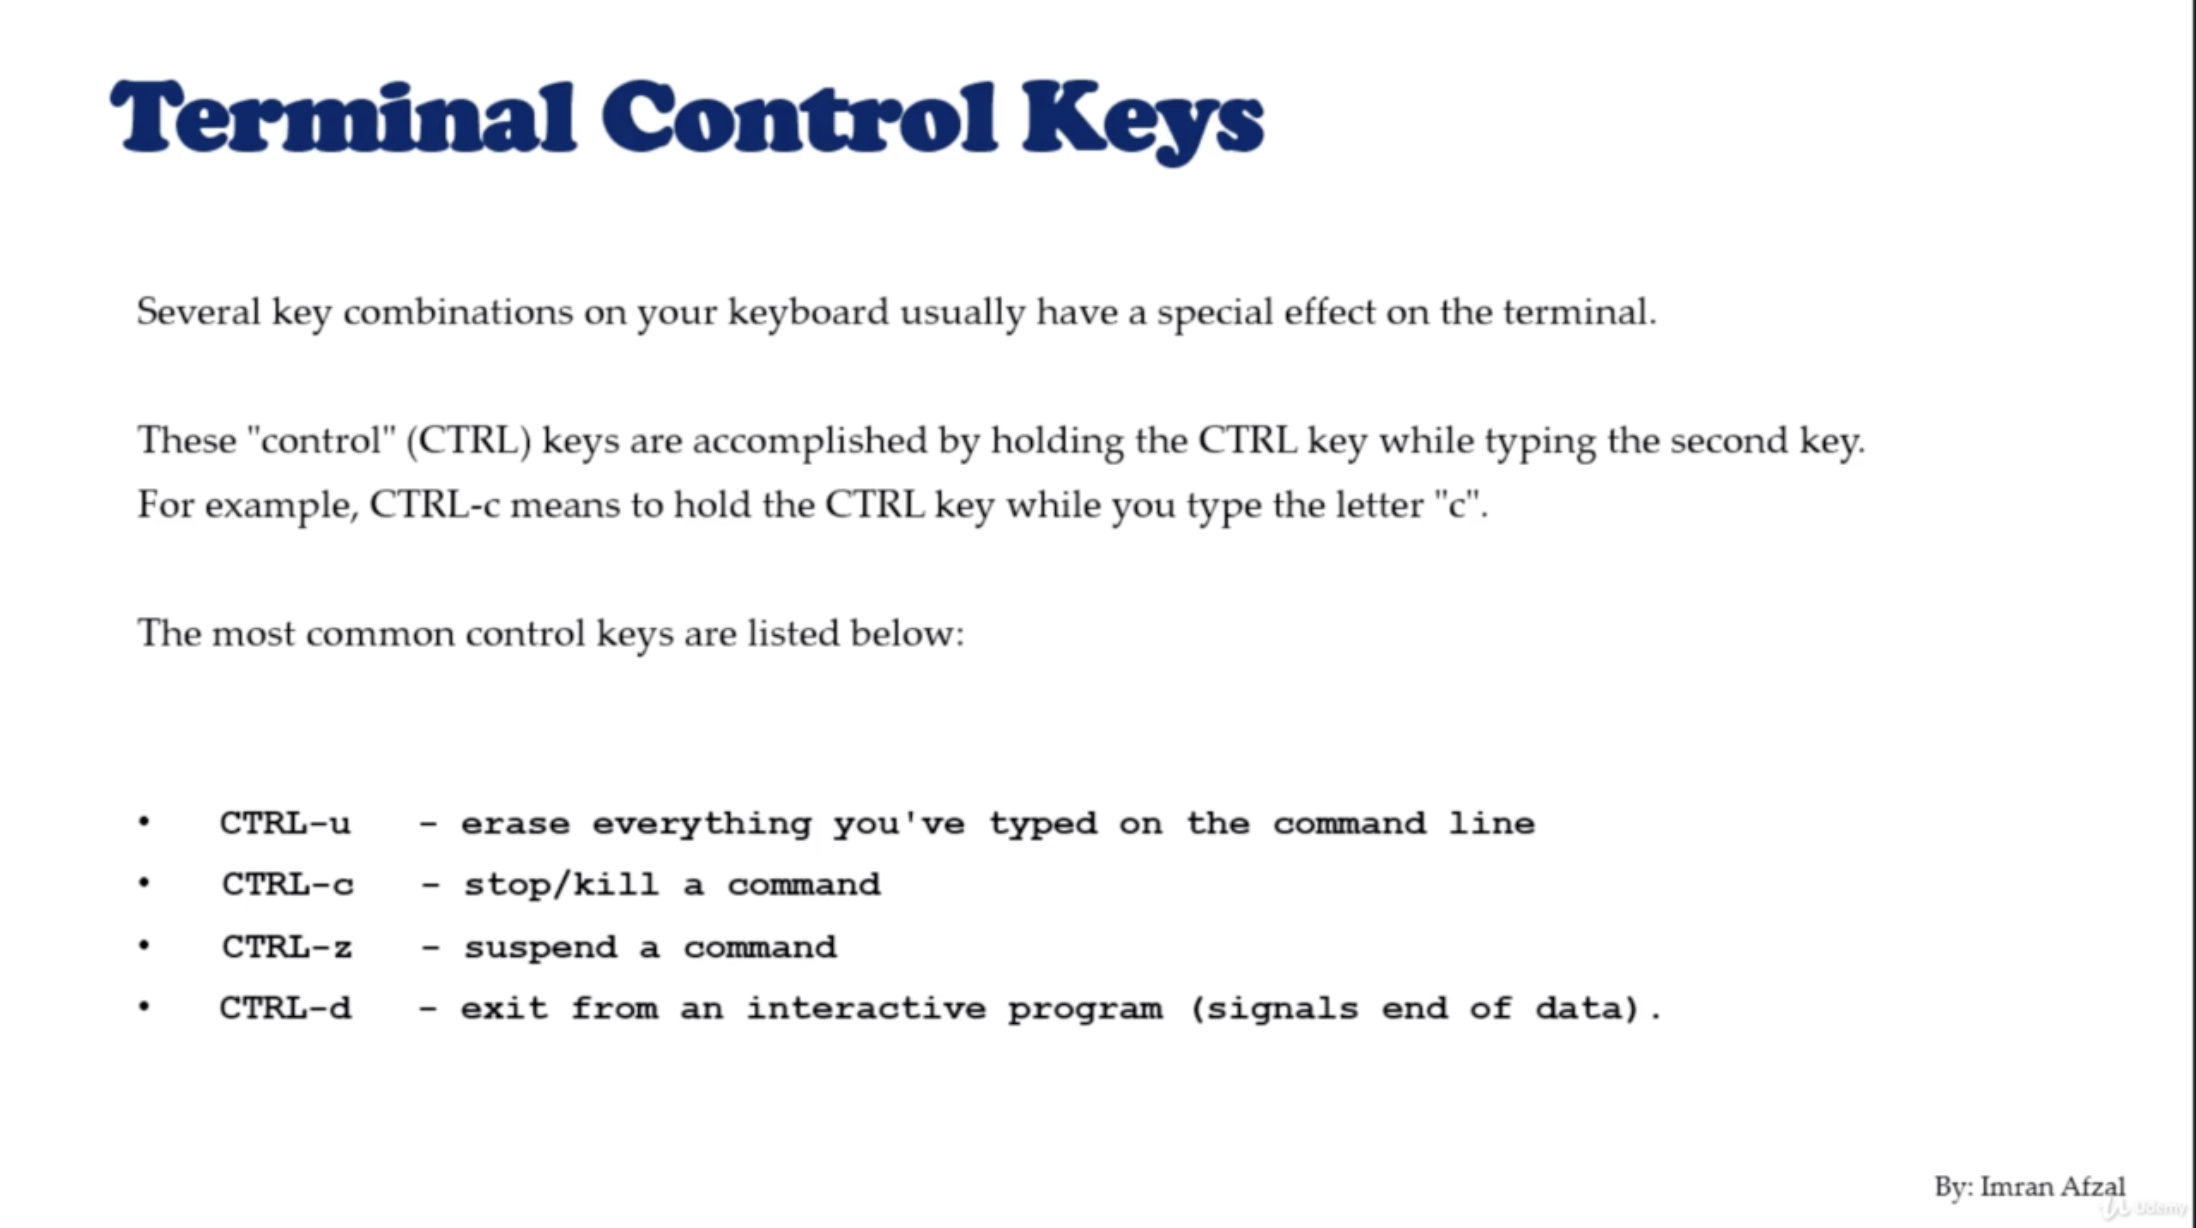 Terminal Control Keys
Several key combinations on your keyboard usually have a special effect on the terminal.
These "control" (CTRL) keys are accomplished by holding the CTRL key while typing the second key.
For example, CTRL-c means to hold the CTRL key while you type the letter "c".
The most common control keys are listed below:
• CTRL-u - erase everything you've typed on the command line
• CTRL-c - stop/kill a command
• CTRL-z - suspend a command
• CTRL-d - exit from an interactive program (signals end of data).
By: Imran Afzal
Udemy